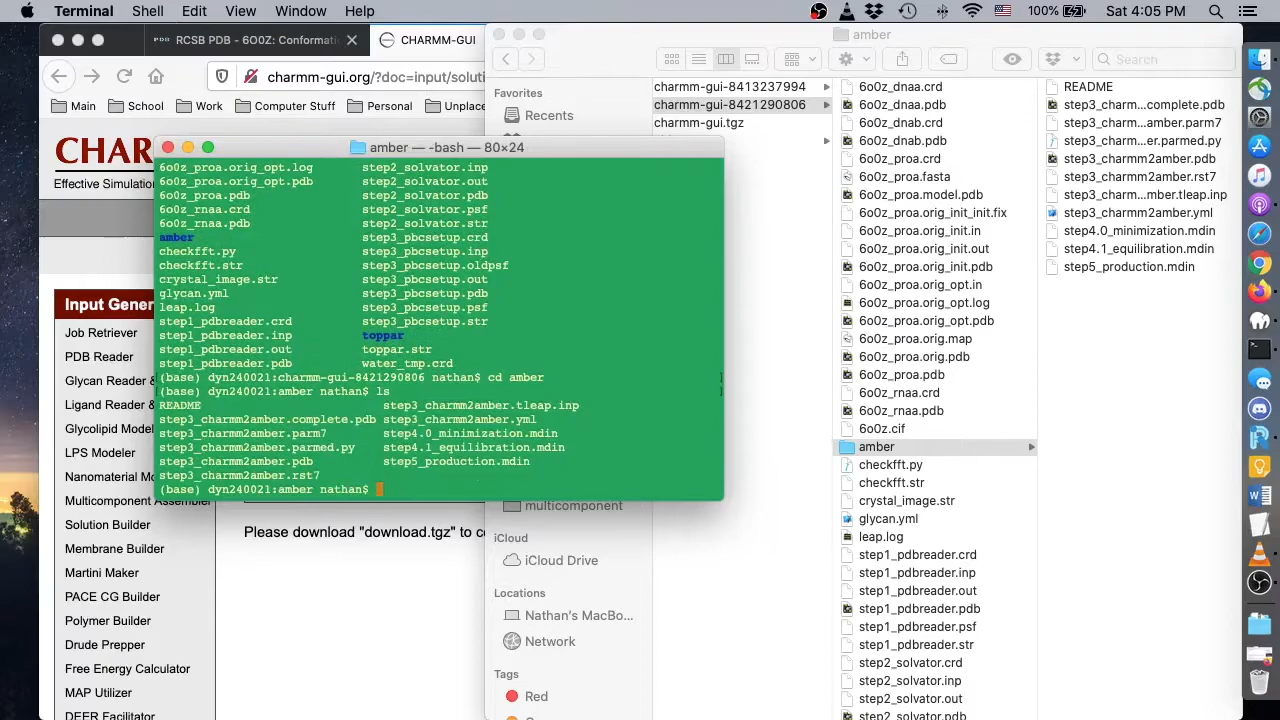 Terminal Shell Edit View Window Help
100% Sat 4:05 PM
RCSB PDB - 6O0Z: Conformati
CHARMM-GUI
charmm-gui.org/?doc=input/soluti
Main School Work Computer Stuff Personal Unplace
CHAR
Effective Simulatio
Input Gener
Job Retriever
PDB Reader
Glycan Reader &
Ligand Reader &
Glycolipid Model
LPS Modeler
Nanomaterial Mo
Multicomponent Assembler
Solution Builder
Membrane Builder
Martini Maker
PACE CG Builder
Polymer Builder
Drude Prepper
Free Energy Calculator
MAP Utilizer
DEER Facilitator
Please download "download.tgz" to co
amber — -bash — 80×24
6o0z_proa.orig_opt.log step2_solvator.inp
6o0z_proa.orig_opt.pdb step2_solvator.out
6o0z_proa.pdb step2_solvator.pdb
6o0z_rnaa.crd step2_solvator.psf
6o0z_rnaa.pdb step2_solvator.str
amber step3_pbcsetup.crd
checkfft.py step3_pbcsetup.inp
checkfft.str step3_pbcsetup.oldpsf
crystal_image.str step3_pbcsetup.out
glycan.yml step3_pbcsetup.pdb
leap.log step3_pbcsetup.psf
step1_pdbreader.crd step3_pbcsetup.str
step1_pdbreader.inp toppar
step1_pdbreader.out toppar.str
step1_pdbreader.pdb water_tmp.crd
(base) dyn240021:charmm-gui-8421290806 nathan$ cd amber
(base) dyn240021:amber nathan$ ls
README step3_charmm2amber.tleap.inp
step3_charmm2amber.complete.pdb step3_charmm2amber.yml
step3_charmm2amber.parm7 step4.0_minimization.mdin
step3_charmm2amber.parmed.py step4.1_equilibration.mdin
step3_charmm2amber.pdb step5_production.mdin
step3_charmm2amber.rst7
(base) dyn240021:amber nathan$
amber
Search
Favorites
Recents
multicomponent
iCloud
iCloud Drive
Locations
Nathan's MacBo...
Network
Tags
Red
charmm-gui-8413237994
charmm-gui-8421290806
charmm-gui.tgz
6o0z_dnaa.crd
6o0z_dnaa.pdb
6o0z_dnab.crd
6o0z_dnab.pdb
6o0z_proa.crd
6o0z_proa.fasta
6o0z_proa.model.pdb
6o0z_proa.orig_init_init.fix
6o0z_proa.orig_init.in
6o0z_proa.orig_init.out
6o0z_proa.orig_init.pdb
6o0z_proa.orig_opt.in
6o0z_proa.orig_opt.log
6o0z_proa.orig_opt.pdb
6o0z_proa.orig.map
6o0z_proa.orig.pdb
6o0z_proa.pdb
6o0z_rnaa.crd
6o0z_rnaa.pdb
6o0z.cif
amber
checkfft.py
checkfft.str
crystal_image.str
glycan.yml
leap.log
step1_pdbreader.crd
step1_pdbreader.inp
step1_pdbreader.out
step1_pdbreader.pdb
step1_pdbreader.psf
step1_pdbreader.str
step2_solvator.crd
step2_solvator.inp
step2_solvator.out
step2_solvator.pdb
README
step3_charm...complete.pdb
step3_charm...amber.parm7
step3_charm...er.parmed.py
step3_charmm2amber.pdb
step3_charmm2amber.rst7
step3_charm...mber.tleap.inp
step3_charmm2amber.yml
step4.0_minimization.mdin
step4.1_equilibration.mdin
step5_production.mdin